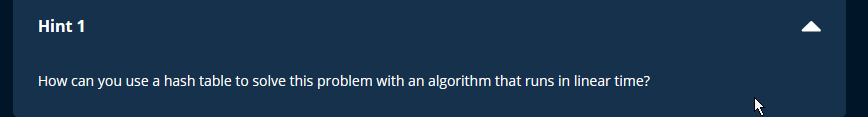 Hint 1
How can you use a hash table to solve this problem with an algorithm that runs in linear time?